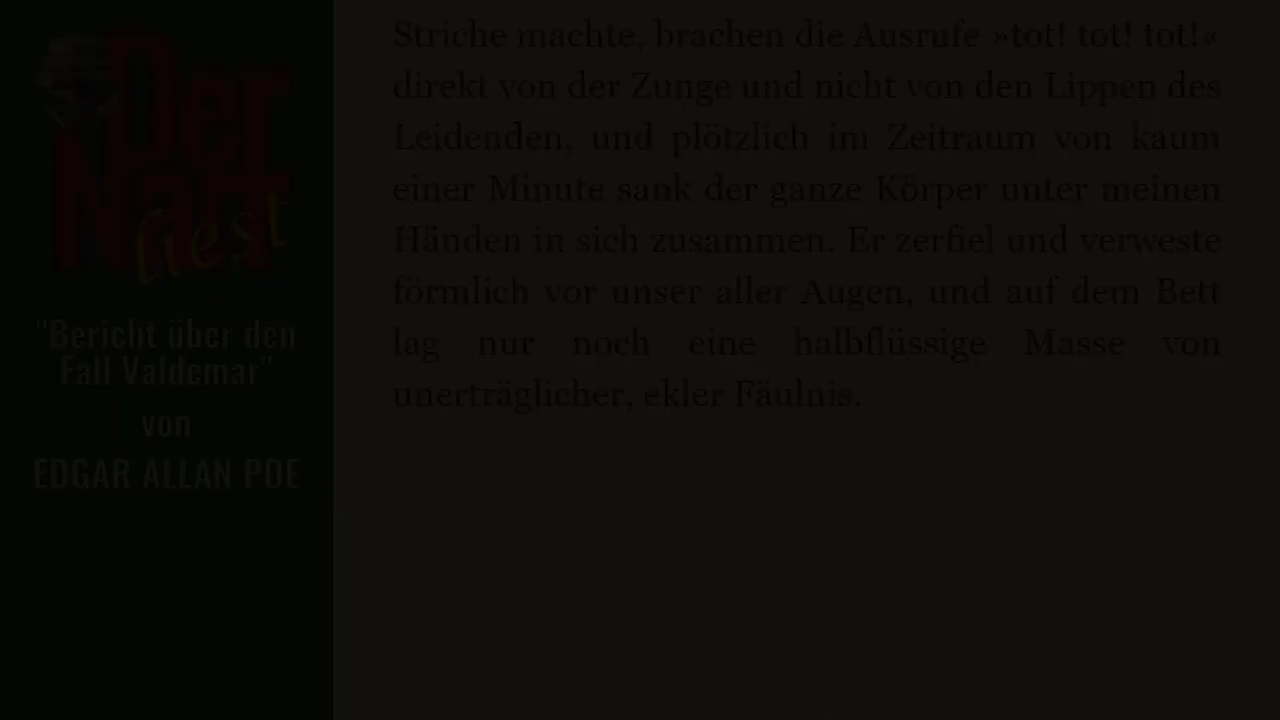 Der
Narr
liest
"Bericht über den
Fall Valdemar"
von
EDGAR ALLAN POE
Striche machte, brachen die Ausrufe »tot! tot! tot!«
direkt von der Zunge und nicht von den Lippen des
Leidenden, und plötzlich im Zeitraum von kaum
einer Minute sank der ganze Körper unter meinen
Händen in sich zusammen. Er zerfiel und verweste
förmlich vor unser aller Augen, und auf dem Bett
lag nur noch eine halbflüssige Masse von
unerträglicher, ekler Fäulnis.